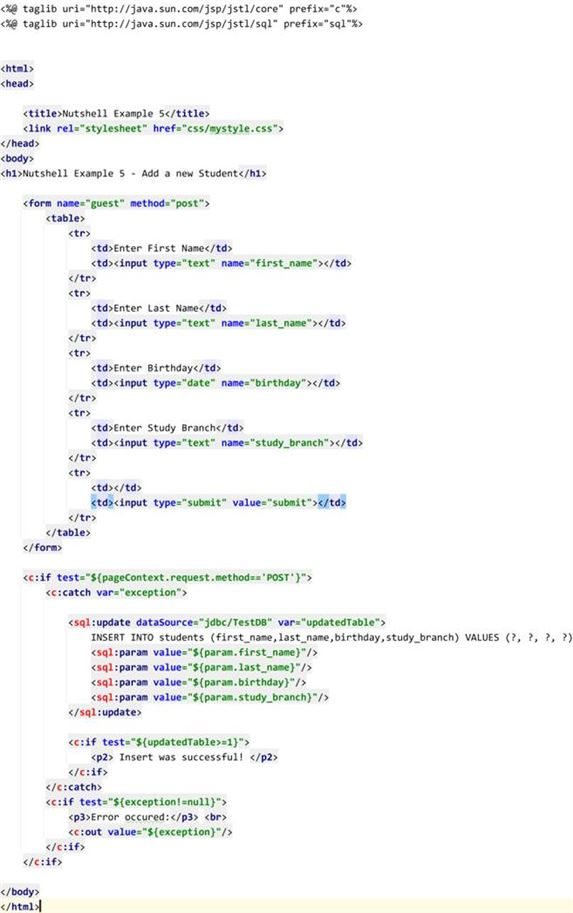 <%@ taglib uri="http://java.sun.com/jsp/jstl/core" prefix="c"%>
<%@ taglib uri="http://java.sun.com/jsp/jstl/sql" prefix="sql"%>
<html>
<head>
<title>Nutshell Example 5</title>
<link rel="stylesheet" href="css/mystyle.css">
</head>
<body>
<h1>Nutshell Example 5 - Add a new Student</h1>
<form name="guest" method="post">
<table>
<tr>
<td>Enter First Name</td>
<td><input type="text" name="first_name"></td>
</tr>
<tr>
<td>Enter Last Name</td>
<td><input type="text" name="last_name"></td>
</tr>
<tr>
<td>Enter Birthday</td>
<td><input type="date" name="birthday"></td>
</tr>
<tr>
<td>Enter Study Branch</td>
<td><input type="text" name="study_branch"></td>
</tr>
<tr>
<td></td>
<td><input type="submit" value="submit"></td>
</tr>
</table>
</form>
<c:if test="${pageContext.request.method=='POST'}">
<c:catch var="exception">
<sql:update dataSource="jdbc/TestDB" var="updatedTable">
INSERT INTO students (first_name,last_name,birthday,study_branch) VALUES (?, ?, ?, ?)
<sql:param value="${param.first_name}"/>
<sql:param value="${param.last_name}"/>
<sql:param value="${param.birthday}"/>
<sql:param value="${param.study_branch}"/>
</sql:update>
<c:if test="${updatedTable>=1}">
<p2> Insert was successful! </p2>
</c:if>
</c:catch>
<c:if test="${exception!=null}">
<p3>Error occured:</p3> <br>
<c:out value="${exception}"/>
</c:if>
</c:if>
</body>
</html>